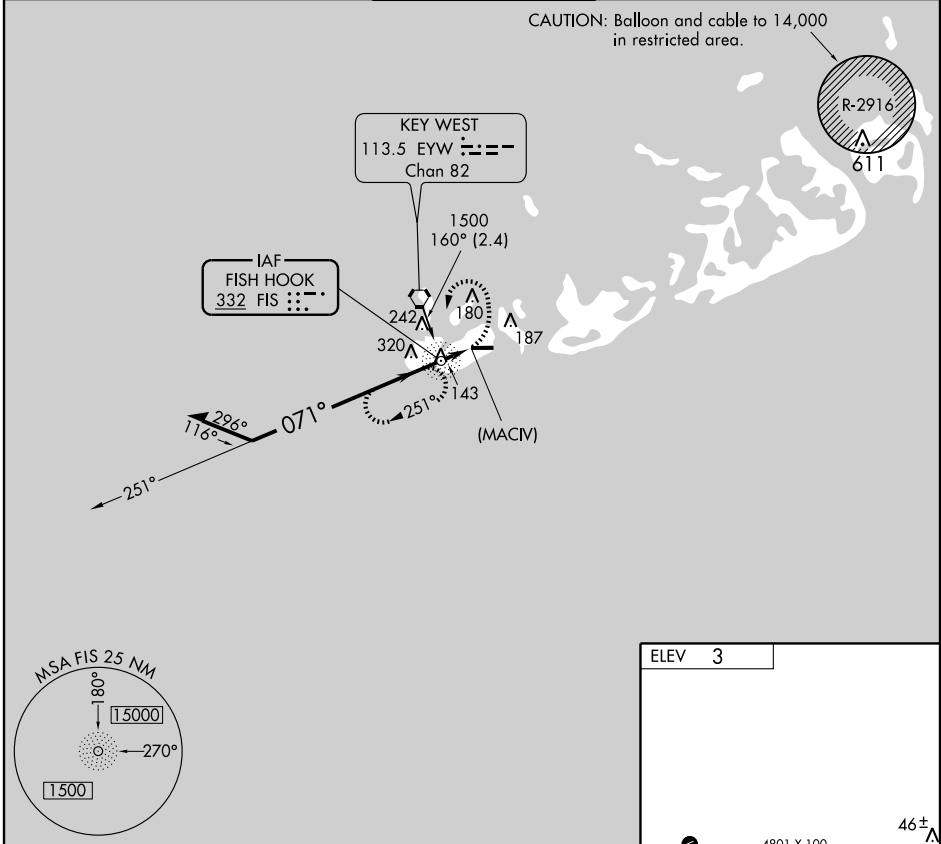 CAUTION: Balloon and cable to 14,000
in restricted area.
R-2916
611
KEY WEST
113.5 EYW
Chan 82
1500
160° (2.4)
IAF
FISH HOOK
332 FIS
242
180
187
320
143
071°
251°
296°
116°
(MACIV)
251°
MSA FIS 25 NM
180°
15000
270°
1500
ELEV 3
46±
4801 X 100